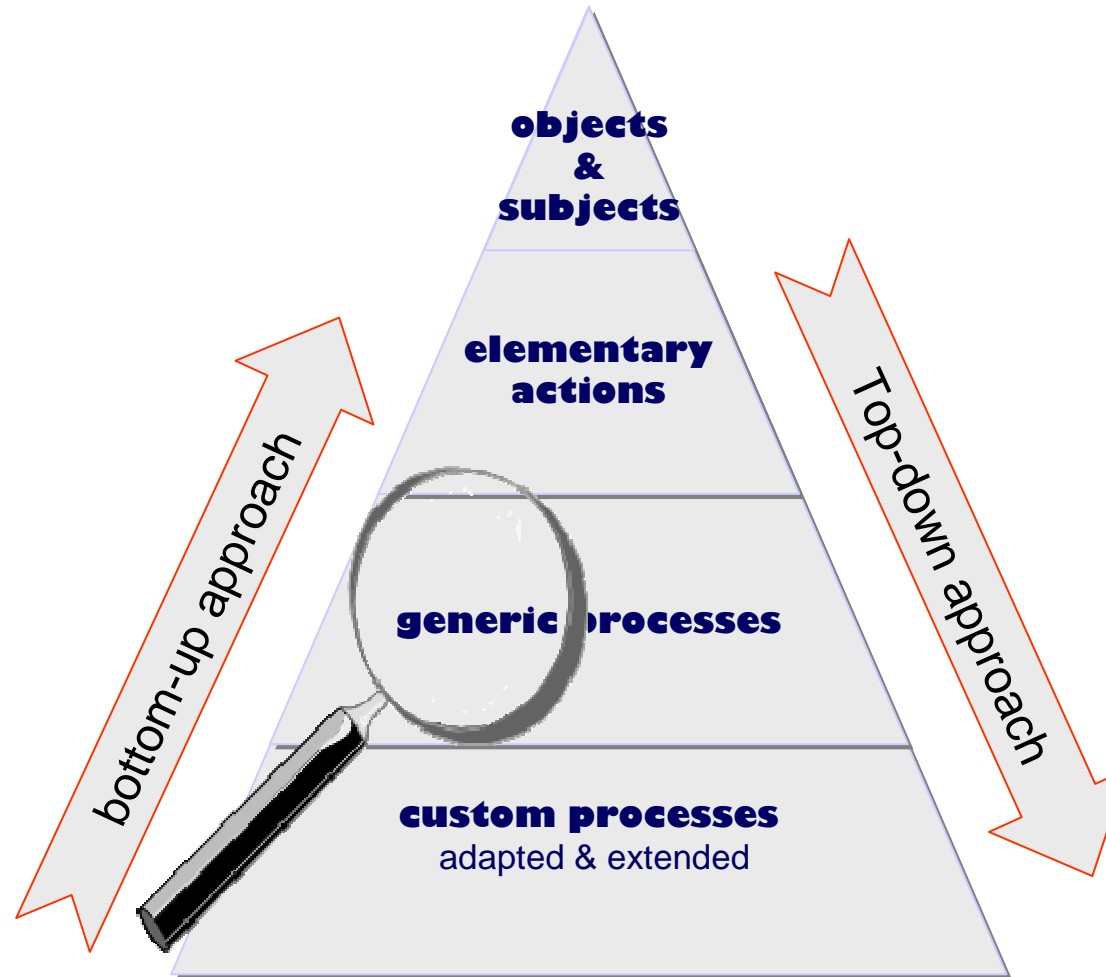 objects
&
subjects
elementary
actions
bottom-up approach
Top-down approach
generic processes
custom processes
adapted & extended